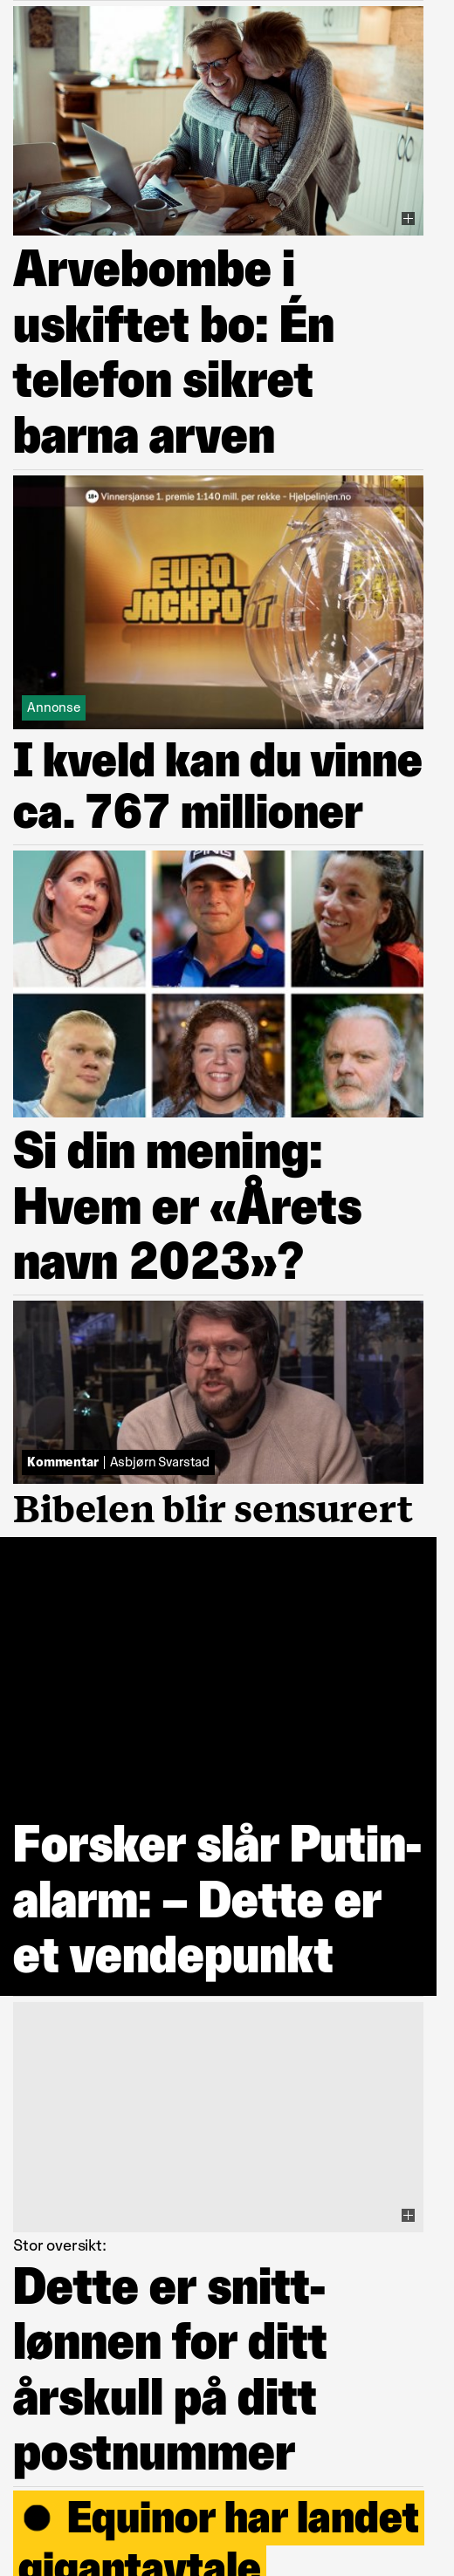 Arvebombe i
uskiftet bo: Én
telefon sikret
barna arven
18+ Vinnersjanse 1. premie 1:140 mill. per rekke - Hjelpelinjen.no
EURO
JACKPOT
Annonse
I kveld kan du vinne
ca. 767 millioner
PING
Si din mening:
Hvem er «Årets
navn 2023»?
Kommentar | Asbjørn Svarstad
Bibelen blir sensurert
Forsker slår Putin-
alarm: – Dette er
et vendepunkt
Stor oversikt:
Dette er snitt-
lønnen for ditt
årskull på ditt
postnummer
Equinor har landet
gigantavtale